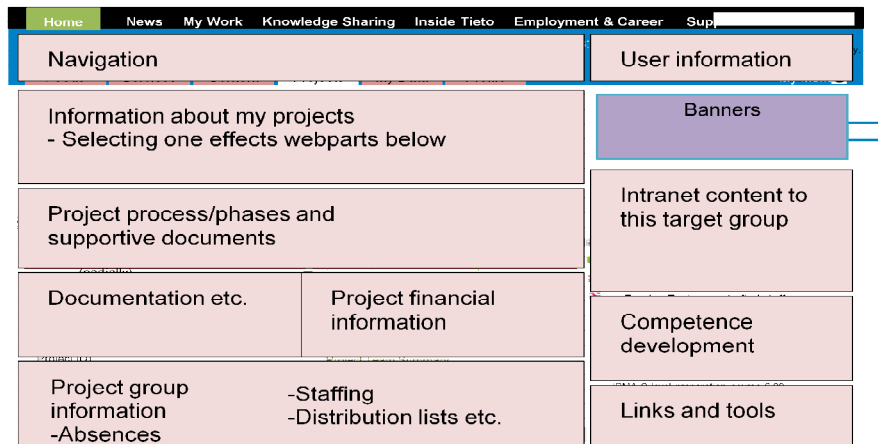 Home News My Work Knowledge Sharing Inside Tieto Employment & Career Sup
Navigation
User information
Information about my projects
- Selecting one effects webparts below
Banners
Project process/phases and
supportive documents
Intranet content to
this target group
Documentation etc.
Project financial
information
Competence
development
Project group
information
-Absences
-Staffing
-Distribution lists etc.
Links and tools